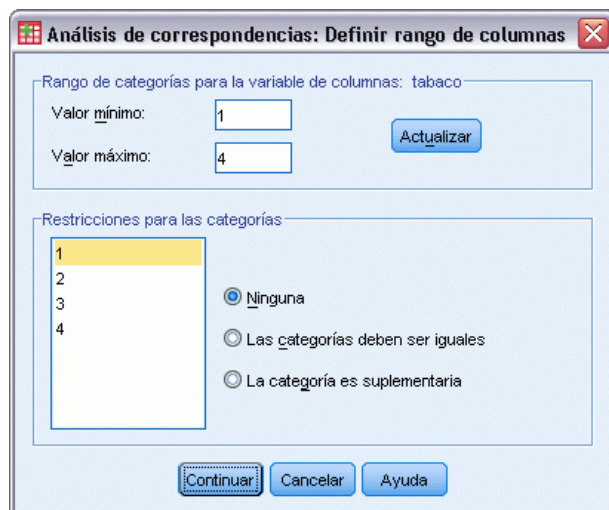 Análisis de correspondencias: Definir rango de columnas
Rango de categorías para la variable de columnas: tabaco
Valor mínimo: 1
Actualizar
Valor máximo: 4
Restricciones para las categorías
1
2
3
4
Ninguna
Las categorías deben ser iguales
La categoría es suplementaria
Continuar Cancelar Ayuda